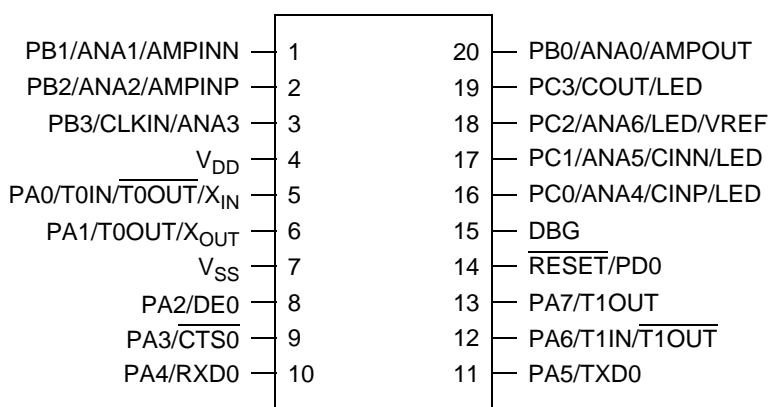 PB1/ANA1/AMPINN 1 20 PB0/ANA0/AMPOUT
PB2/ANA2/AMPINP 2 19 PC3/COUT/LED
PB3/CLKIN/ANA3 3 18 PC2/ANA6/LED/VREF
VDD 4 17 PC1/ANA5/CINN/LED
PA0/T0IN/T0OUT/XIN 5 16 PC0/ANA4/CINP/LED
PA1/T0OUT/XOUT 6 15 DBG
VSS 7 14 RESET/PD0
PA2/DE0 8 13 PA7/T1OUT
PA3/CTS0 9 12 PA6/T1IN/T1OUT
PA4/RXD0 10 11 PA5/TXD0